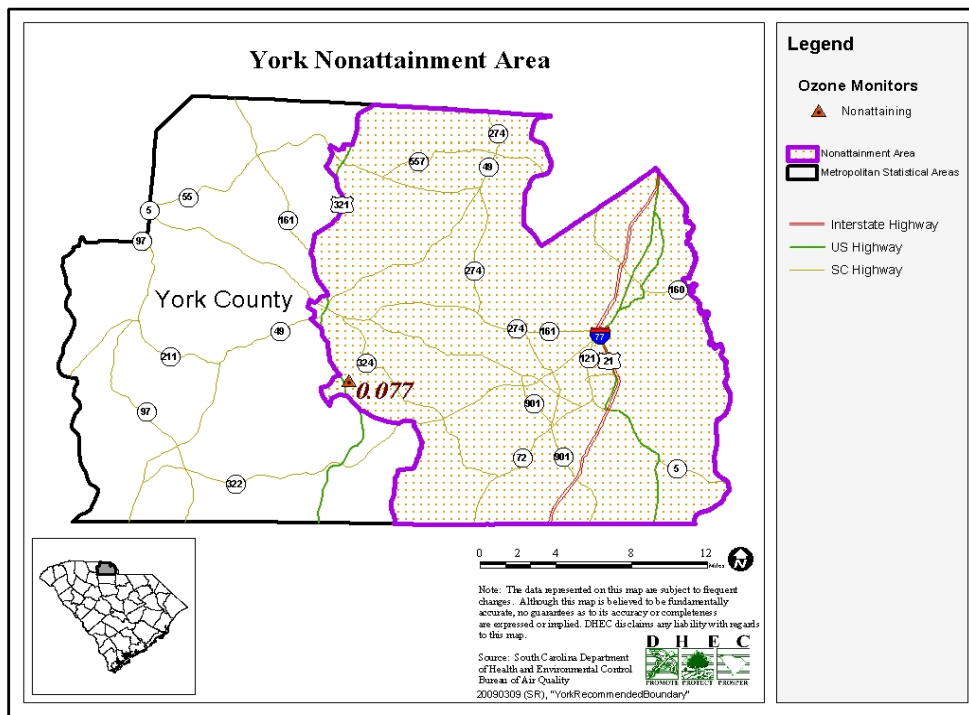 York Nonattainment Area
274
557
49
321
55
5
161
97
274
160
York County
49
274
161
77
211
324
121
21
0.077
97
901
72
901
5
322
0 2 4 8 12
Miles
N
Note: The data represented on this map are subject to frequent
changes. Although this map is believed to be fundamentally
accurate, no guarantees as to its accuracy or completeness
are expressed or implied. DHEC disclaims any liability with regards
to this map.
D H E C
PROMOTE PROTECT PROSPER
Source: South Carolina Department
of Health and Environmental Control
Bureau of Air Quality
20090309 (SR), "YorkRecommendedBoundary"
Legend
Ozone Monitors
Nonattaining
Nonattainment Area
Metropolitan Statistical Areas
Interstate Highway
US Highway
SC Highway